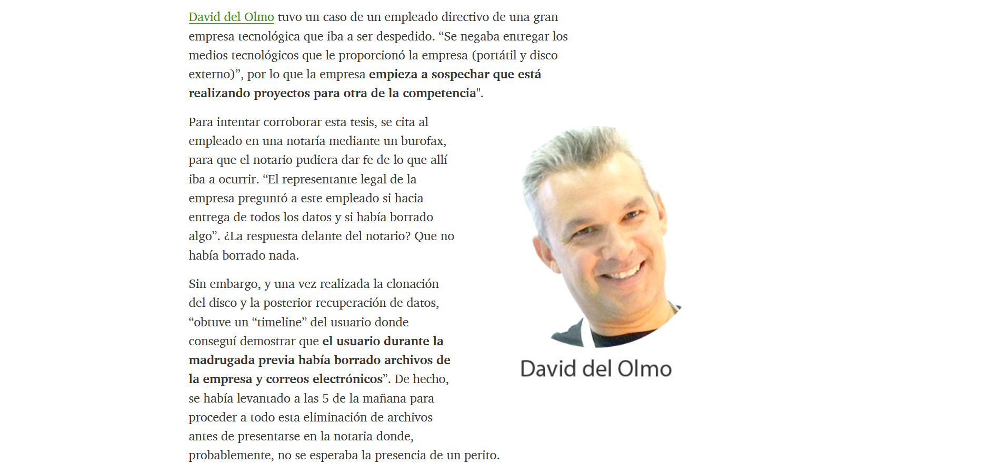 David del Olmo tuvo un caso de un empleado directivo de una gran
empresa tecnológica que iba a ser despedido. “Se negaba entregar los
medios tecnológicos que le proporcionó la empresa (portátil y disco
externo)”, por lo que la empresa empieza a sospechar que está
realizando proyectos para otra de la competencia".
Para intentar corroborar esta tesis, se cita al
empleado en una notaría mediante un burofax,
para que el notario pudiera dar fe de lo que allí
iba a ocurrir. “El representante legal de la
empresa preguntó a este empleado si hacia
entrega de todos los datos y si había borrado
algo”. ¿La respuesta delante del notario? Que no
había borrado nada.
Sin embargo, y una vez realizada la clonación
del disco y la posterior recuperación de datos,
“obtuve un “timeline” del usuario donde
conseguí demostrar que el usuario durante la
madrugada previa había borrado archivos de
la empresa y correos electrónicos”. De hecho,
se había levantado a las 5 de la mañana para
proceder a todo esta eliminación de archivos
antes de presentarse en la notaria donde,
probablemente, no se esperaba la presencia de un perito.
David del Olmo